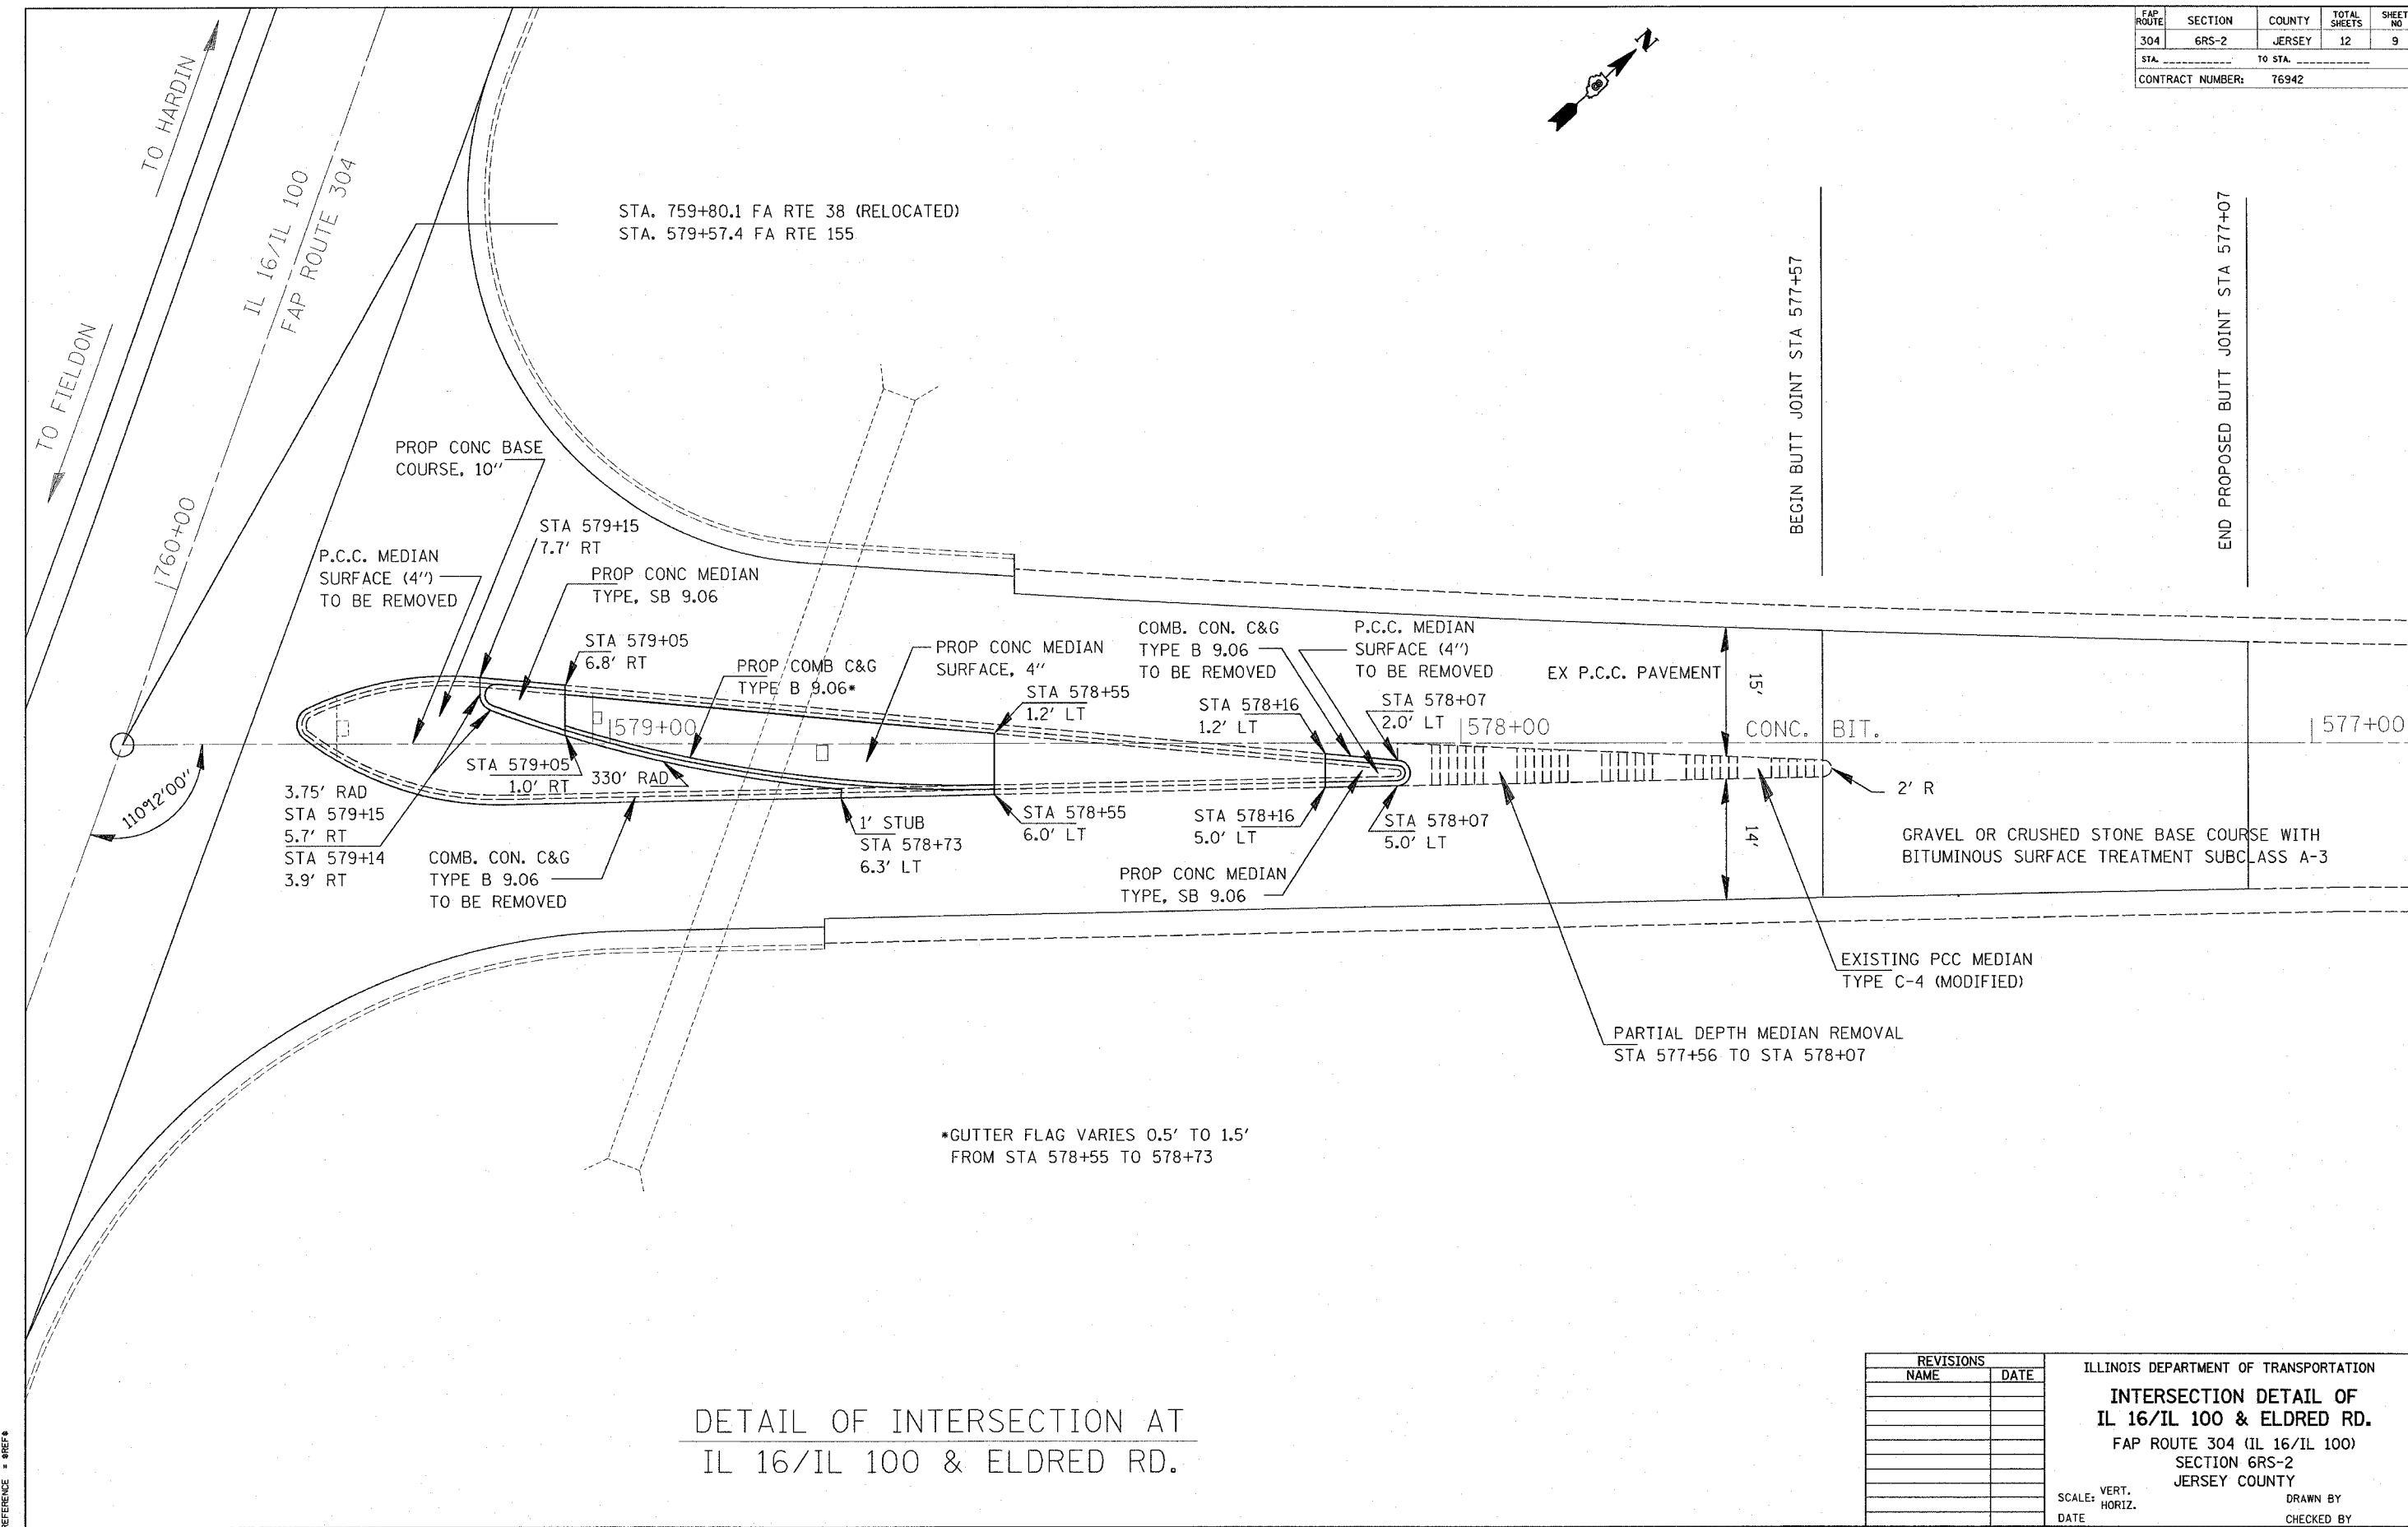 FAP ROUTE SECTION COUNTY TOTAL SHEETS SHEET NO
304 6RS-2 JERSEY 12 9
STA. TO STA.
CONTRACT NUMBER: 76942
N
TO HARDIN
TO FIELDON
IL 16/IL 100
FAP ROUTE 304
760+00
STA. 759+80.1 FA RTE 38 (RELOCATED)
STA. 579+57.4 FA RTE 155
BEGIN BUTT JOINT STA 577+57
END PROPOSED BUTT JOINT STA 577+07
PROP CONC BASE
COURSE, 10''
STA 579+15
7.7' RT
P.C.C. MEDIAN
SURFACE (4'')
TO BE REMOVED
PROP CONC MEDIAN
TYPE, SB 9.06
STA 579+05
6.8' RT
PROP COMB C&G
TYPE B 9.06*
PROP CONC MEDIAN
SURFACE, 4''
STA 578+55
1.2' LT
COMB. CON. C&G
TYPE B 9.06
TO BE REMOVED
P.C.C. MEDIAN
SURFACE (4'')
TO BE REMOVED
STA 578+16
1.2' LT
STA 578+07
2.0' LT
EX P.C.C. PAVEMENT
15'
579+00
578+00
CONC. BIT.
577+00
110°12'00''
STA 579+05
1.0' RT
330' RAD
3.75' RAD
STA 579+15
5.7' RT
STA 579+14
3.9' RT
COMB. CON. C&G
TYPE B 9.06
TO BE REMOVED
1' STUB
STA 578+73
6.3' LT
STA 578+55
6.0' LT
STA 578+16
5.0' LT
STA 578+07
5.0' LT
PROP CONC MEDIAN
TYPE, SB 9.06
14'
2' R
GRAVEL OR CRUSHED STONE BASE COURSE WITH
BITUMINOUS SURFACE TREATMENT SUBCLASS A-3
EXISTING PCC MEDIAN
TYPE C-4 (MODIFIED)
PARTIAL DEPTH MEDIAN REMOVAL
STA 577+56 TO STA 578+07
*GUTTER FLAG VARIES 0.5' TO 1.5'
FROM STA 578+55 TO 578+73
DETAIL OF INTERSECTION AT
IL 16/IL 100 & ELDRED RD.
REVISIONS
NAME DATE
ILLINOIS DEPARTMENT OF TRANSPORTATION
INTERSECTION DETAIL OF
IL 16/IL 100 & ELDRED RD.
FAP ROUTE 304 (IL 16/IL 100)
SECTION 6RS-2
JERSEY COUNTY
SCALE: VERT.
HORIZ.
DRAWN BY
DATE
CHECKED BY
REFERENCE = $REF$